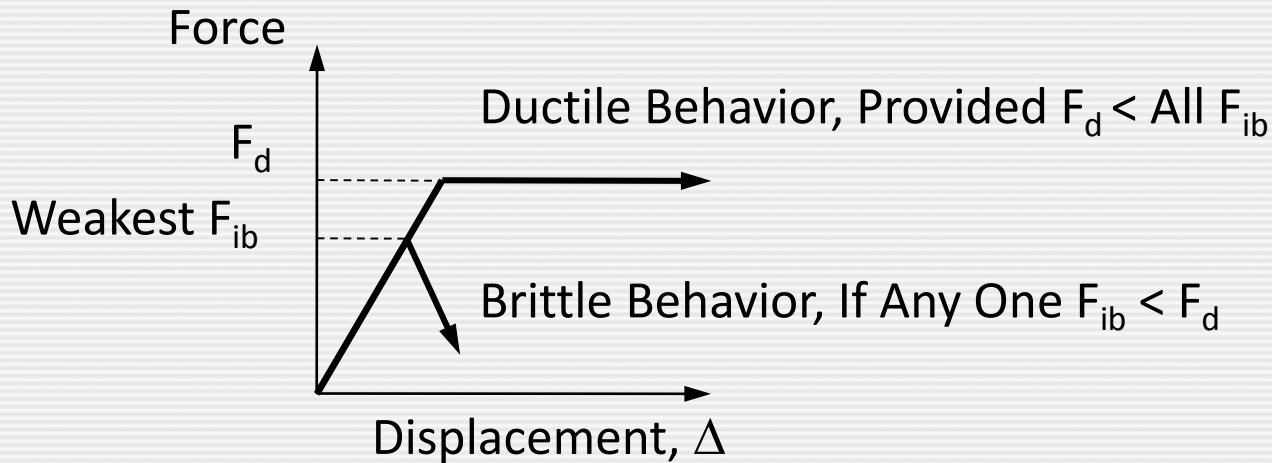 Force
Ductile Behavior, Provided F_d < All F_ib
F_d
Weakest F_ib
Brittle Behavior, If Any One F_ib < F_d
Displacement, Δ